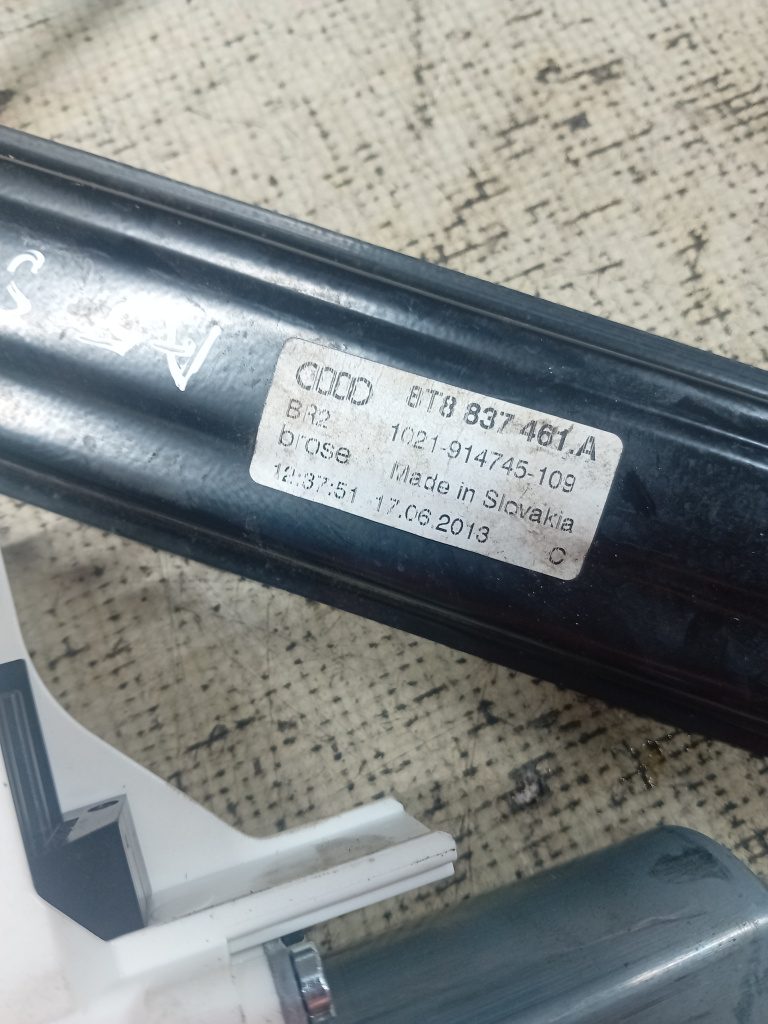 8T8 837 461.A
BR2 1021-914745-109
brose Made in Slovakia
12:37:51 17.06.2013 C